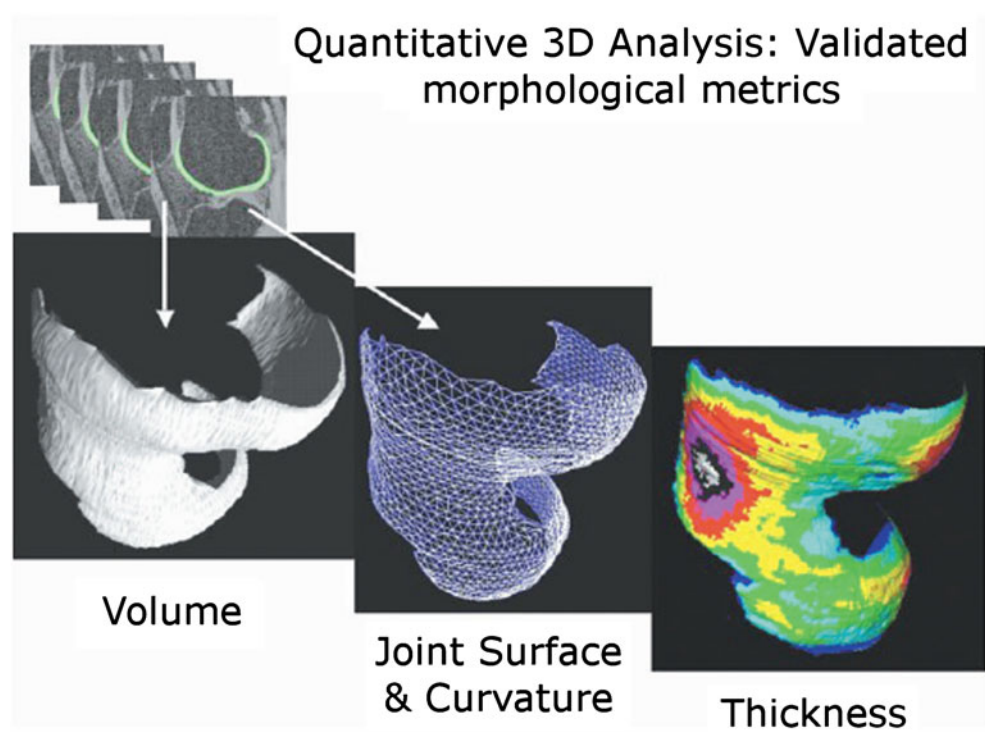 Quantitative 3D Analysis: Validated
morphological metrics
Volume
Joint Surface
& Curvature
Thickness